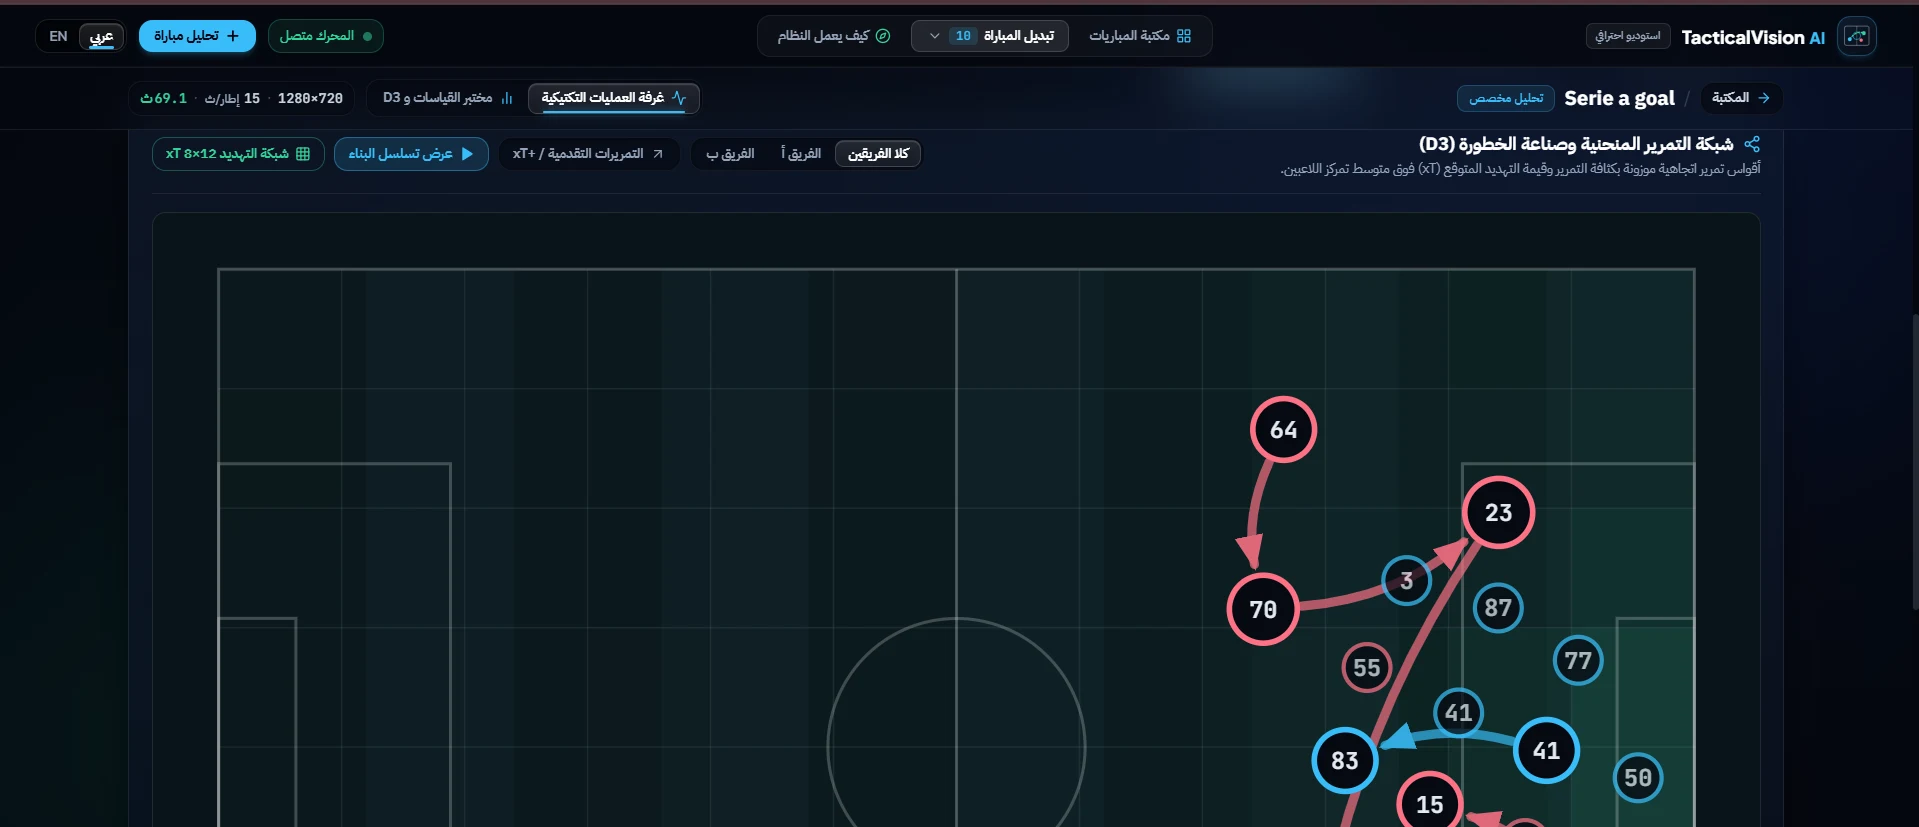 TacticalVision AI
استوديو احترافي
مكتبة المباريات
تبديل المباراة 10
كيف يعمل النظام
المحرك متصل
تحليل مباراة
عربي
EN
المكتبة
/
Serie a goal
تحليل مخصص
غرفة العمليات التكتيكية
مختبر القياسات و D3
1280×720 · 15 إطار/ث · 69.1ث
شبكة التمرير المنحنية وصناعة الخطورة (D3)
أقواس تمرير اتجاهية موزونة بكثافة التمرير وقيمة التهديد المتوقع (xT) فوق متوسط تمركز اللاعبين.
كلا الفريقين
الفريق أ
الفريق ب
التمريرات التقدمية / +xT
عرض تسلسل البناء
شبكة التهديد 12×8 xT
64
23
3
70
87
55
77
41
83
41
50
15